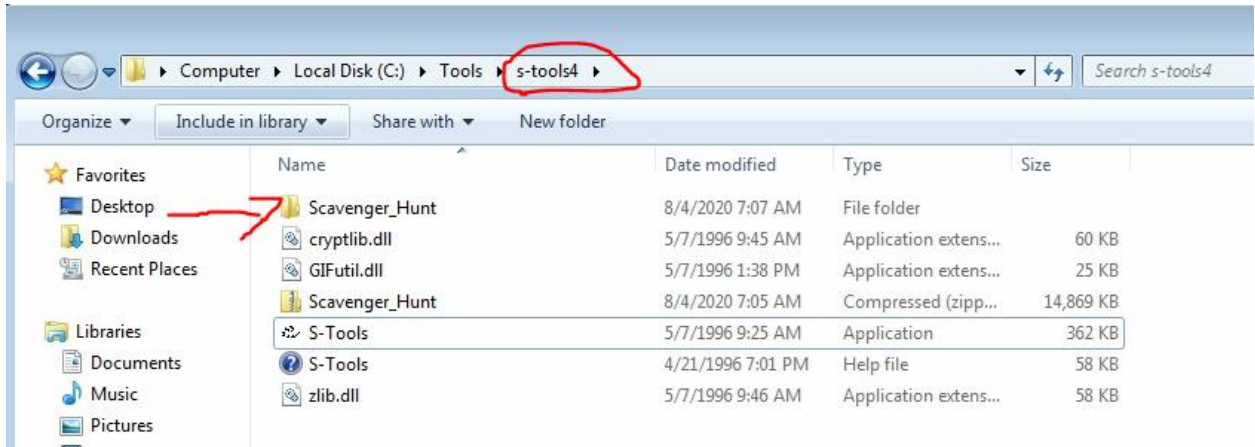 Computer Local Disk (C:) Tools s-tools4 Search s-tools4
Organize Include in library Share with New folder
Favorites
Desktop
Downloads
Recent Places
Libraries
Documents
Music
Pictures
Name Date modified Type Size
Scavenger_Hunt 8/4/2020 7:07 AM File folder
cryptlib.dll 5/7/1996 9:45 AM Application extens... 60 KB
GIFutil.dll 5/7/1996 1:38 PM Application extens... 25 KB
Scavenger_Hunt 8/4/2020 7:05 AM Compressed (zipp... 14,869 KB
S-Tools 5/7/1996 9:25 AM Application 362 KB
S-Tools 4/21/1996 7:01 PM Help file 58 KB
zlib.dll 5/7/1996 9:46 AM Application extens... 58 KB